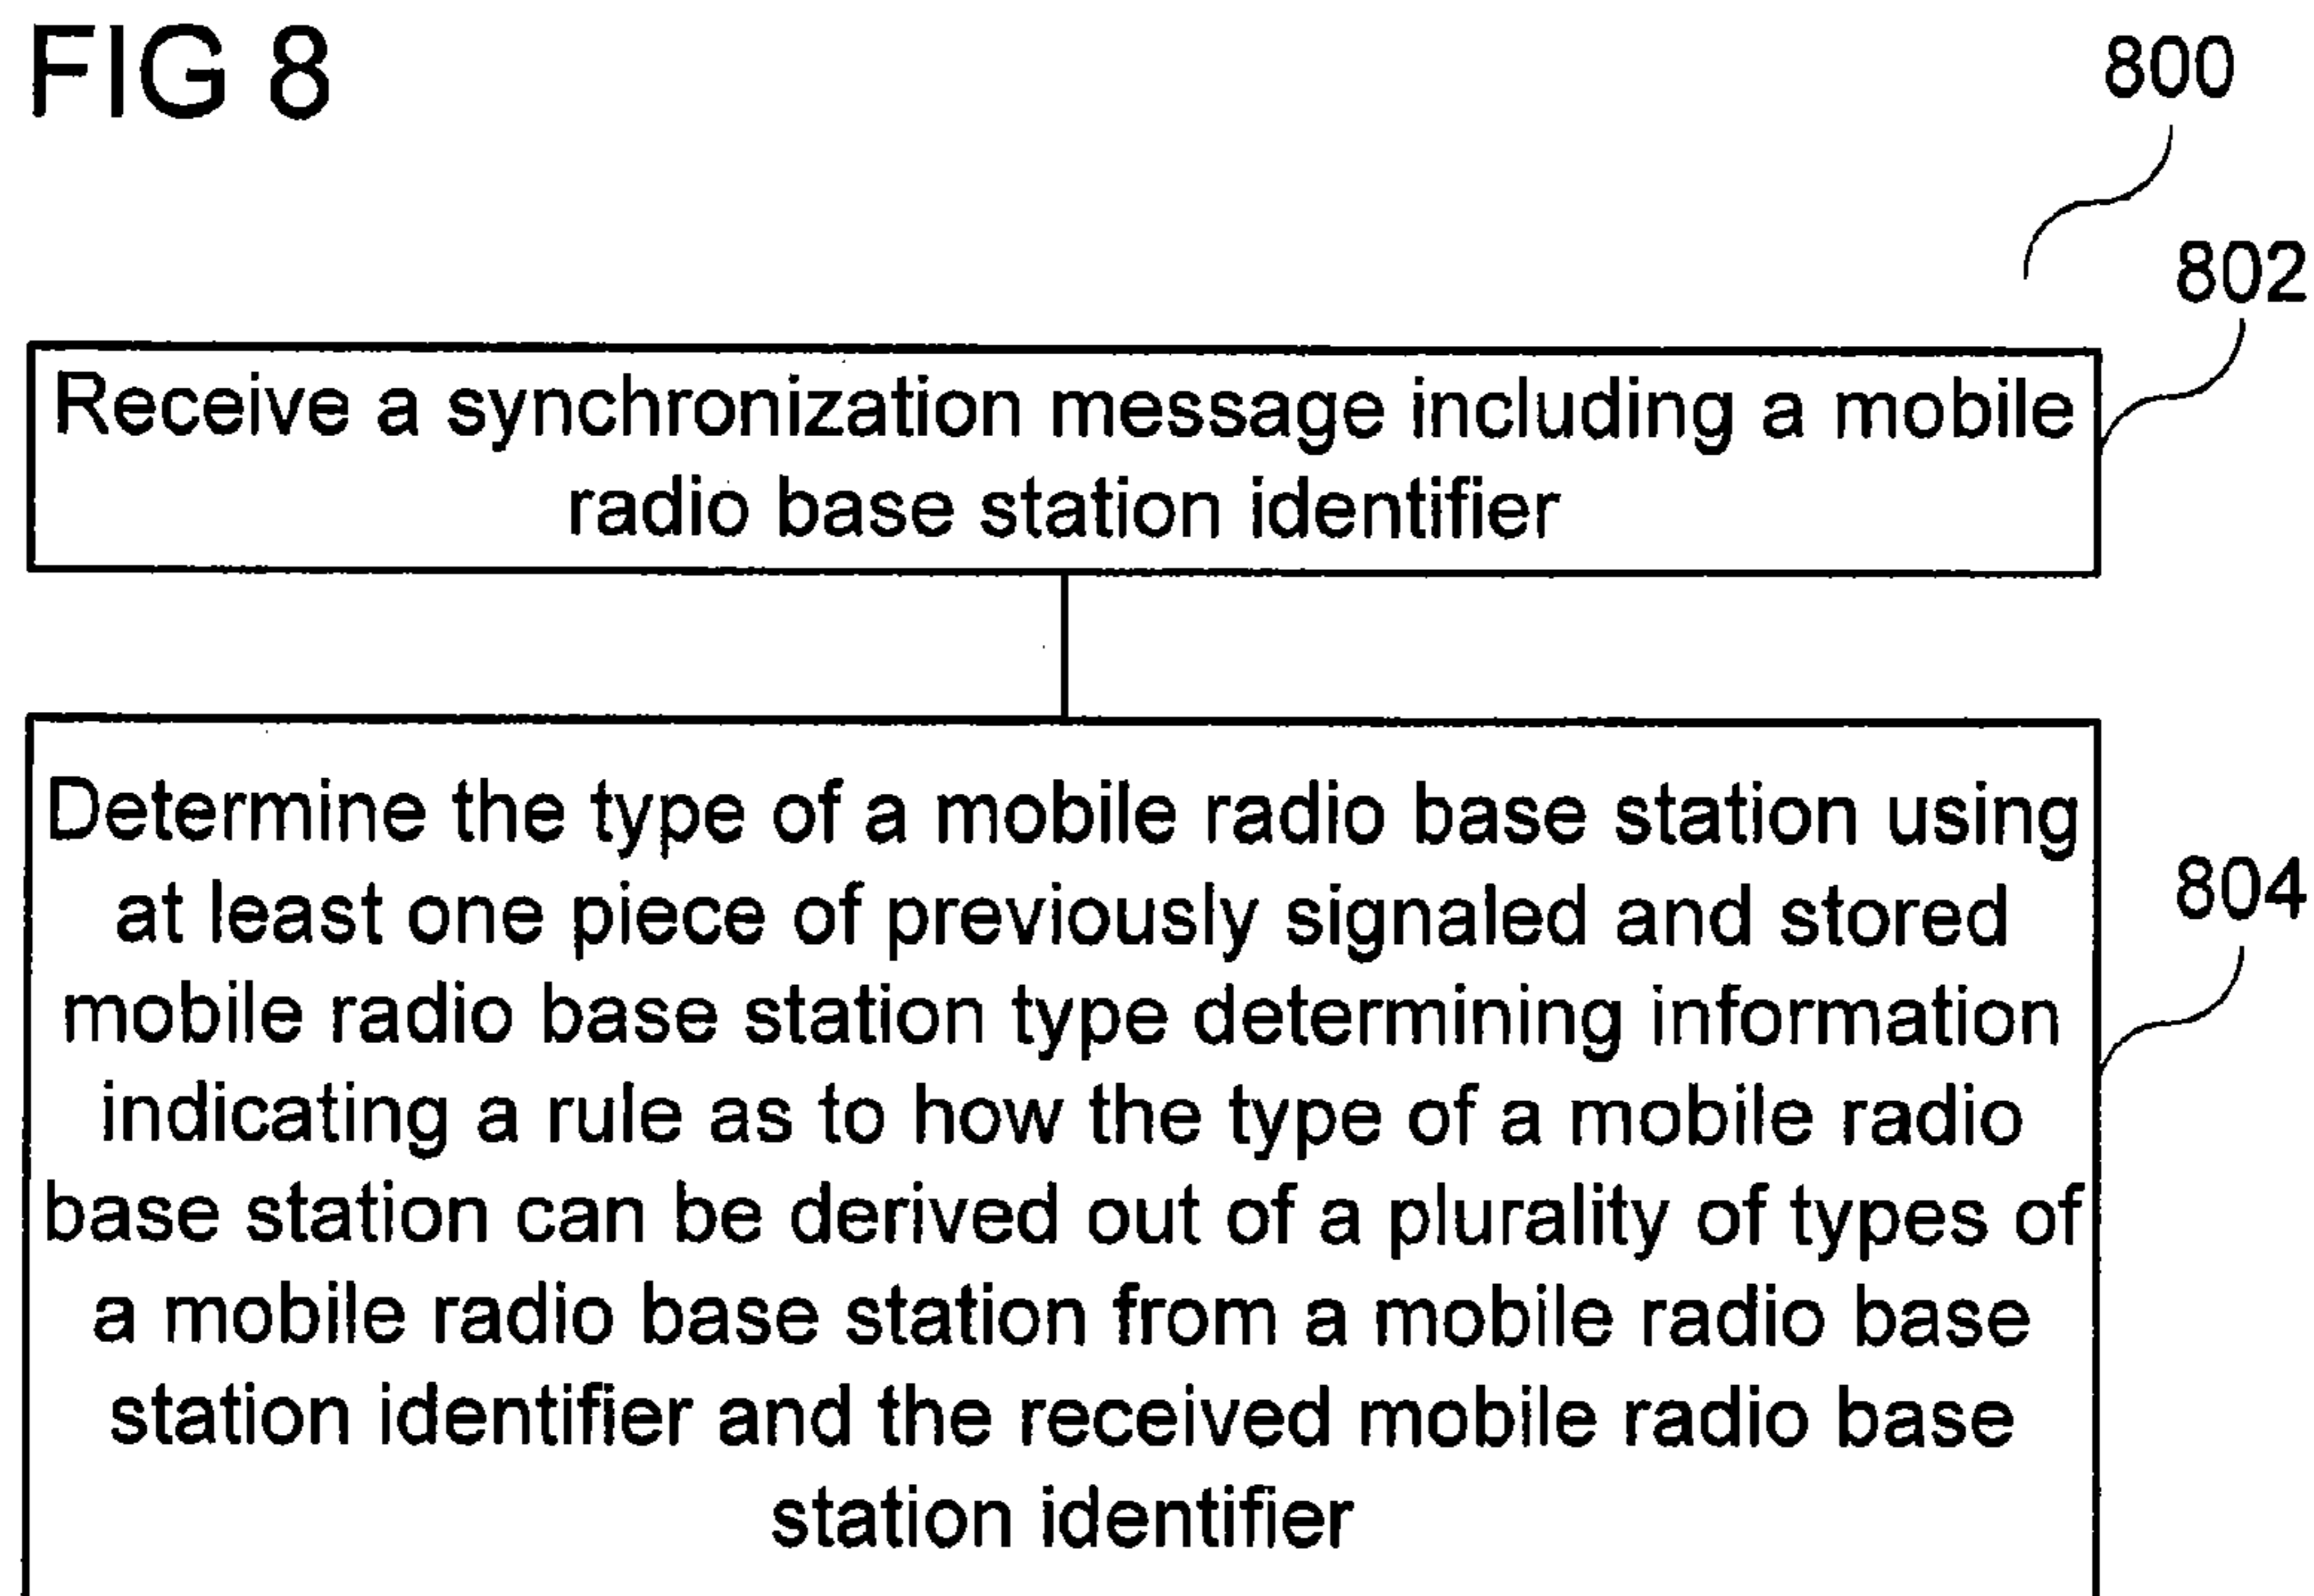 FIG 8
800
802
Receive a synchronization message including a mobile
radio base station identifier
Determine the type of a mobile radio base station using
at least one piece of previously signaled and stored
804
mobile radio base station type determining information
indicating a rule as to how the type of a mobile radio
base station can be derived out of a plurality of types of
a mobile radio base station from a mobile radio base
station identifier and the received mobile radio base
station identifier